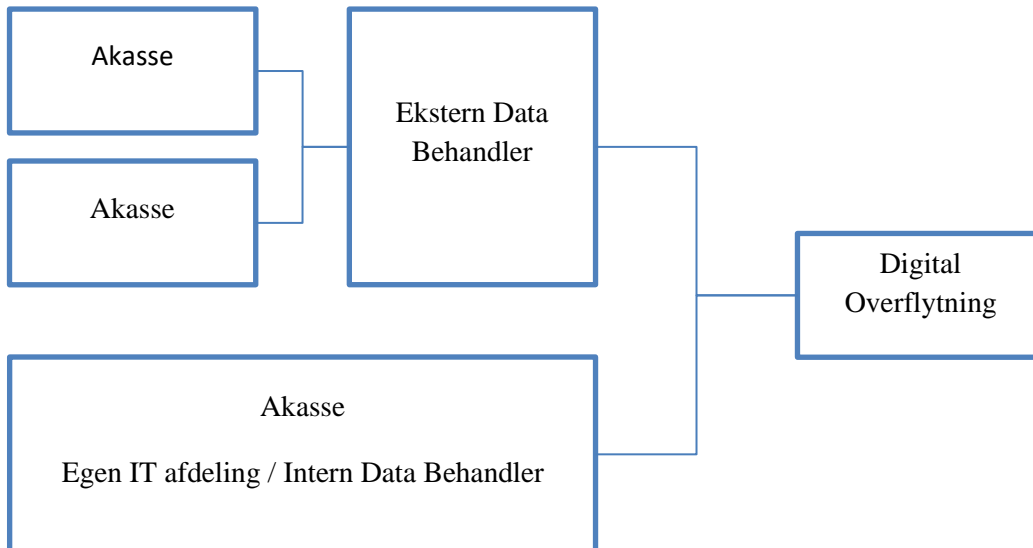 Akasse
Ekstern Data
Behandler
Akasse
Digital
Overflytning
Akasse
Egen IT afdeling / Intern Data Behandler